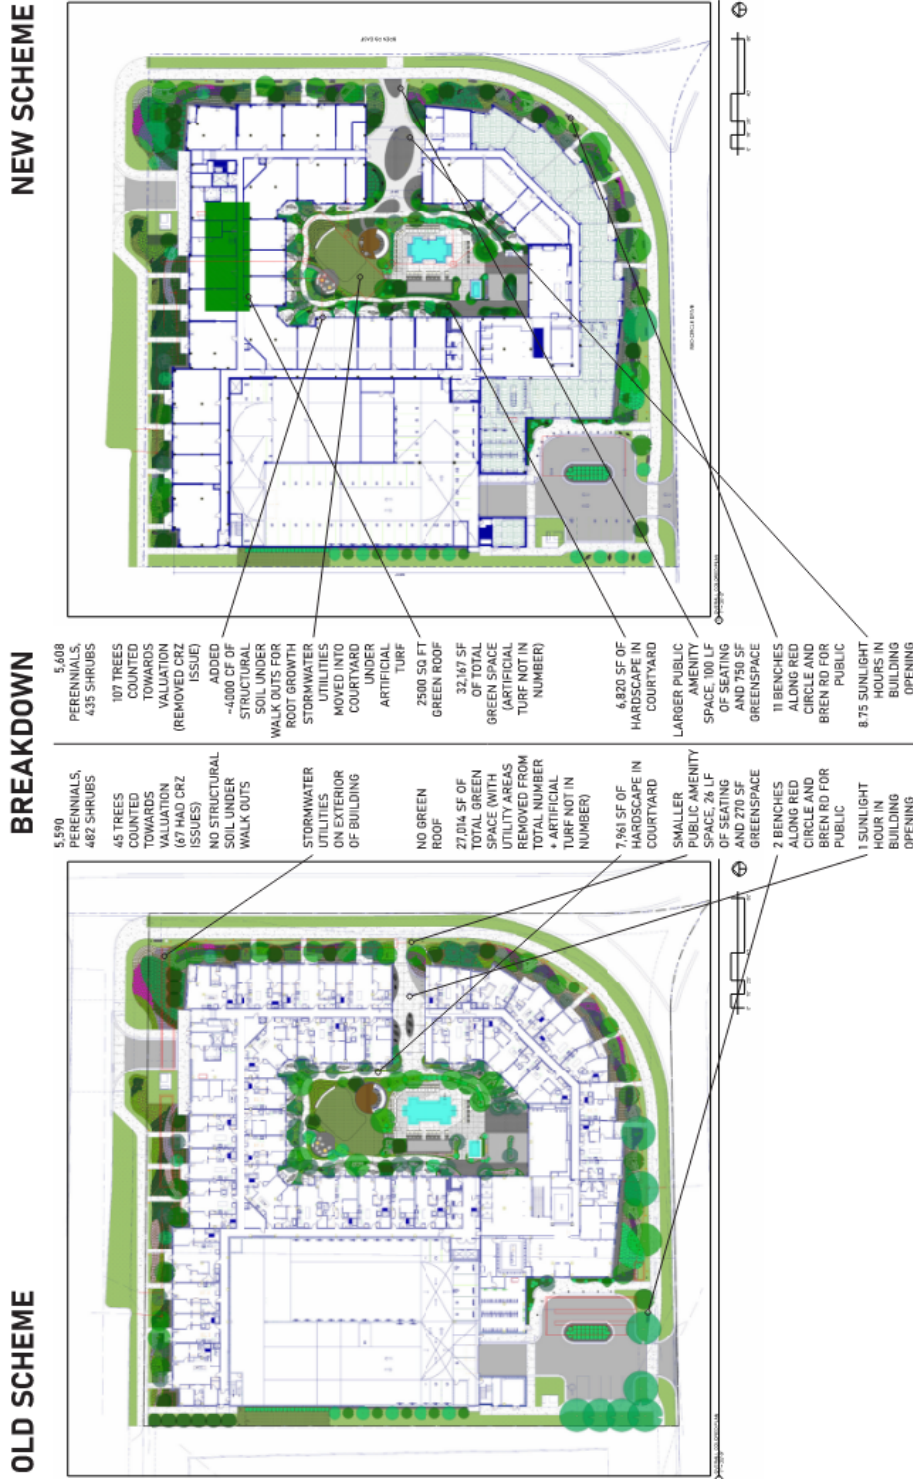 OLD SCHEME
BREAKDOWN
NEW SCHEME
5,590
PERENNIALS,
482 SHRUBS
45 TREES
COUNTED
TOWARDS
VALUATION
(67 HAD CRZ
ISSUES)
NO STRUCTURAL
SOIL UNDER
WALK OUTS
STORMWATER
UTILITIES
ON EXTERIOR
OF BUILDING
NO GREEN
ROOF
27,014 SF OF
TOTAL GREEN
SPACE (WITH
UTILITY AREAS
REMOVED FROM
TOTAL NUMBER
+ ARTIFICIAL
TURF NOT IN
NUMBER)
7,961 SF OF
HARDSCAPE IN
COURTYARD
SMALLER
PUBLIC AMENITY
SPACE, 26 LF
OF SEATING
AND 270 SF
GREENSPACE
2 BENCHES
ALONG RED
CIRCLE AND
BREN RD FOR
PUBLIC
1 SUNLIGHT
HOUR IN
BUILDING
OPENING
5,608
PERENNIALS,
435 SHRUBS
107 TREES
COUNTED
TOWARDS
VALUATION
(REMOVED CRZ
ISSUE)
ADDED
~4000 CF OF
STRUCTURAL
SOIL UNDER
WALK OUTS FOR
ROOT GROWTH
STORMWATER
UTILITIES
MOVED INTO
COURTYARD
UNDER
ARTIFICIAL
TURF
2500 SQ FT
GREEN ROOF
32,167 SF
OF TOTAL
GREEN SPACE
(ARTIFICIAL
TURF NOT IN
NUMBER)
6,820 SF OF
HARDSCAPE IN
COURTYARD
LARGER PUBLIC
AMENITY
SPACE, 100 LF
OF SEATING
AND 750 SF
GREENSPACE
11 BENCHES
ALONG RED
CIRCLE AND
BREN RD FOR
PUBLIC
8.75 SUNLIGHT
HOURS IN
BUILDING
OPENING